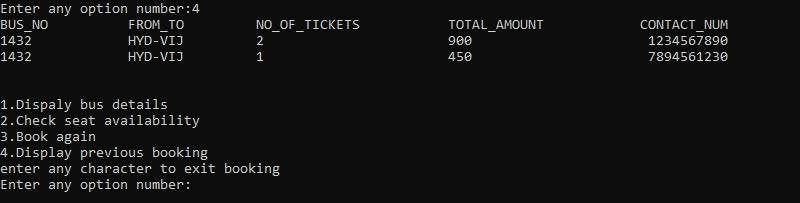 Enter any option number:4
BUS_NO FROM_TO NO_OF_TICKETS TOTAL_AMOUNT CONTACT_NUM
1432 HYD-VIJ 2 900 1234567890
1432 HYD-VIJ 1 450 7894561230
1.Dispaly bus details
2.Check seat availability
3.Book again
4.Display previous booking
enter any character to exit booking
Enter any option number: